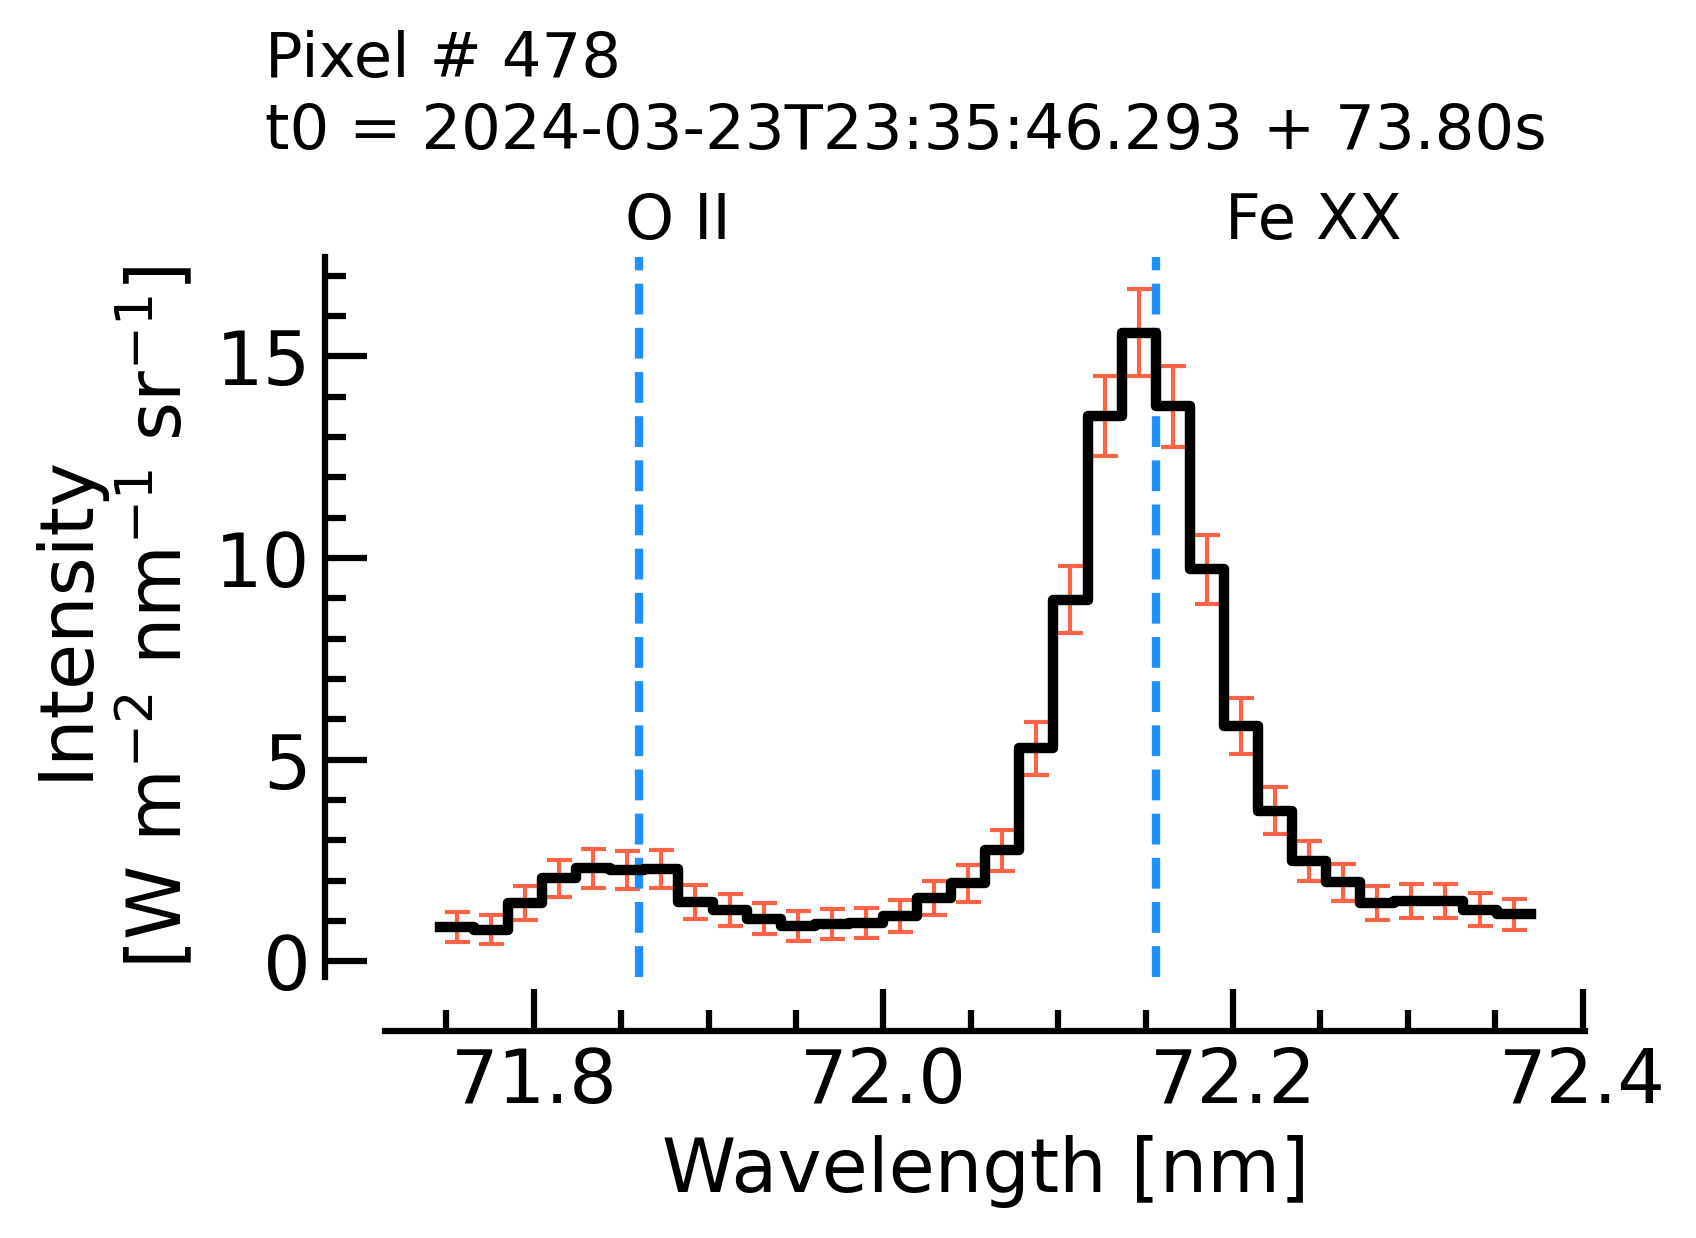 Pixel # 478
t0 = 2024-03-23T23:35:46.293 + 73.80s
O II Fe XX
Intensity
[W m⁻² nm⁻¹ sr⁻¹]
15
10
5
0
71.8 72.0 72.2 72.4
Wavelength [nm]